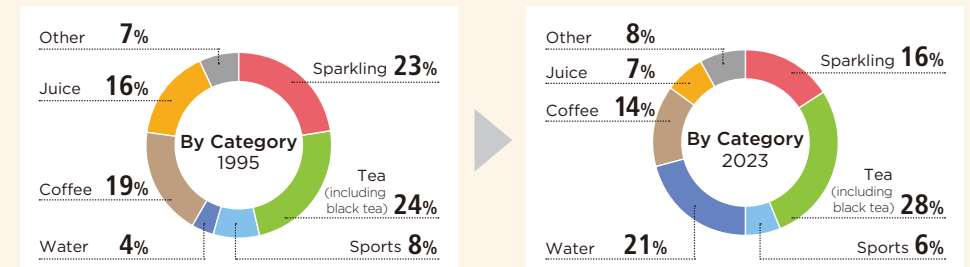 Other 7%
Sparkling 23%
Juice 16%
By Category
1995
Coffee 19%
Tea
(including
black tea) 24%
Water 4%
Sports 8%
Other 8%
Sparkling 16%
Juice 7%
Coffee 14%
By Category
2023
Tea
(including
black tea) 28%
Water 21%
Sports 6%